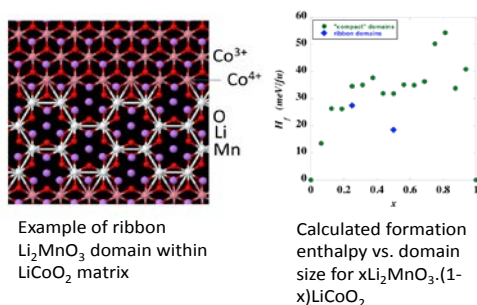 Co3+
Co4+
O
Li
Mn
Example of ribbon
Li2MnO3 domain within
LiCoO2 matrix
"compact" domains
ribbon domains
Hf (meV/fu)
60
50
40
30
20
10
0
0 0.2 0.4 0.6 0.8 1
x
Calculated formation
enthalpy vs. domain
size for xLi2MnO3.(1-
x)LiCoO2